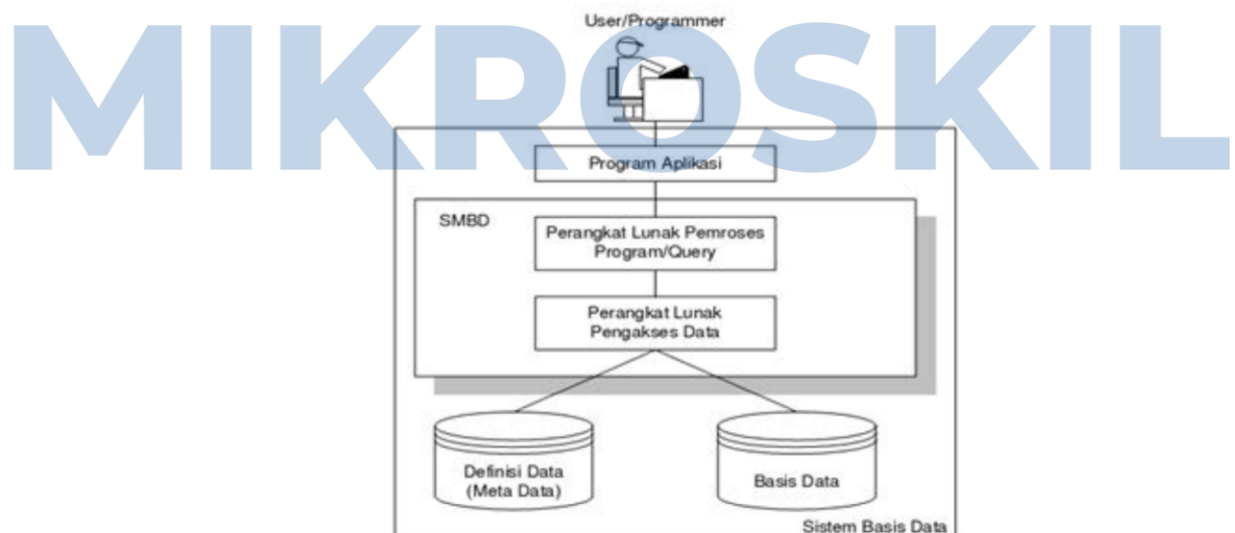 MIKROSKIL
User/Programmer
Program Aplikasi
SMBD
Perangkat Lunak Pemroses
Program/Query
Perangkat Lunak
Pengakses Data
Definisi Data
(Meta Data)
Basis Data
Sistem Basis Data